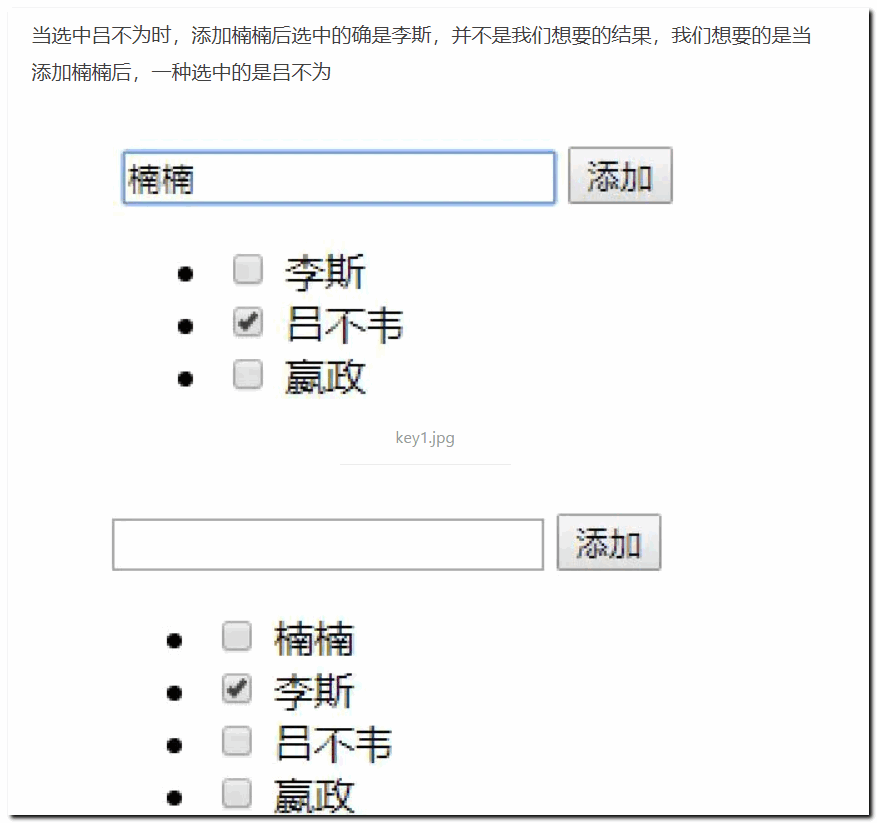 当选中吕不为时，添加楠楠后选中的确是李斯，并不是我们想要的结果，我们想要的是当
添加楠楠后，一种选中的是吕不为
楠楠 添加
李斯
吕不韦
嬴政
key1.jpg
添加
楠楠
李斯
吕不韦
嬴政